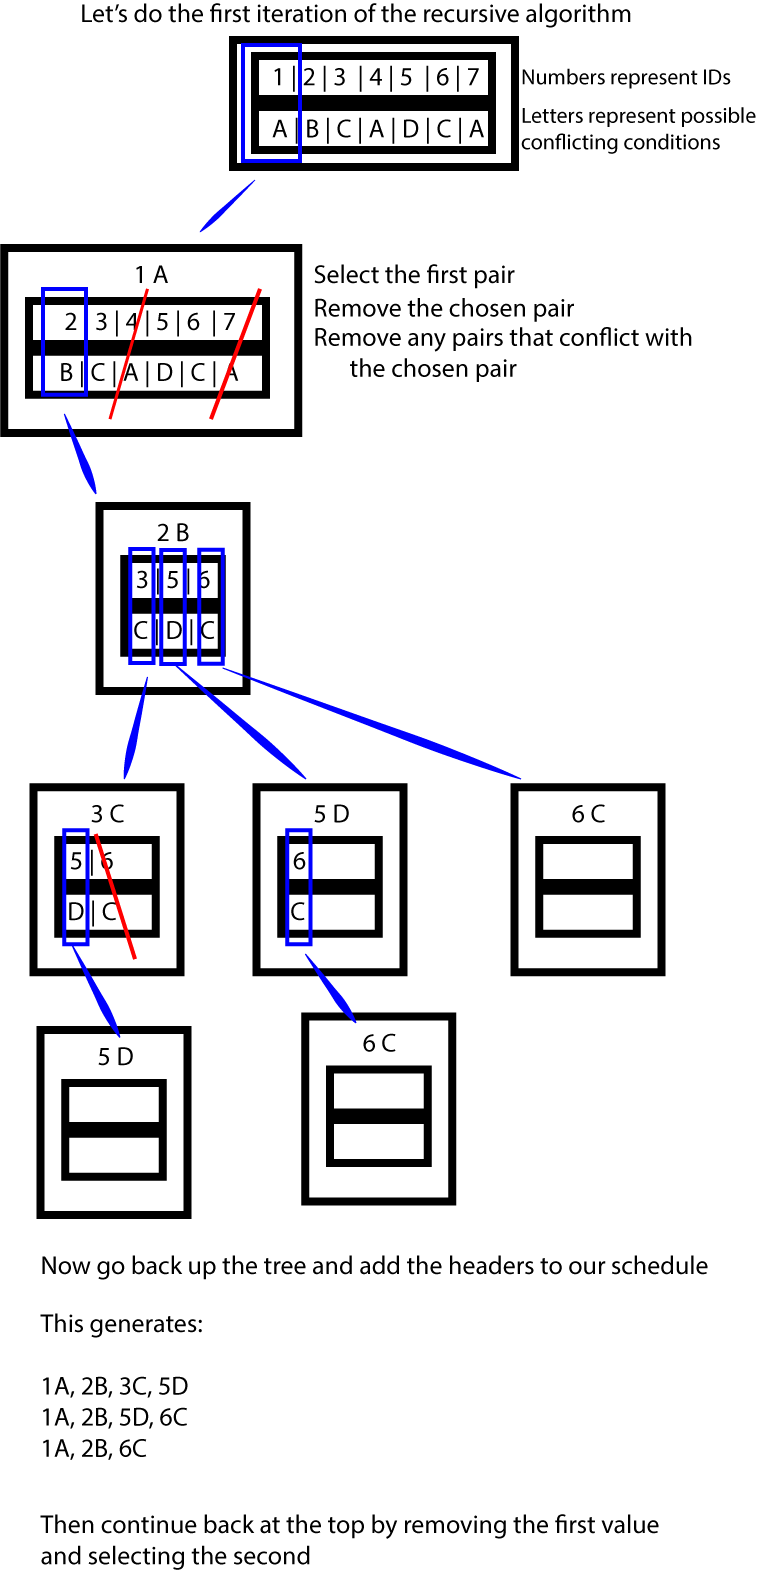 Let's do the first iteration of the recursive algorithm
1 | 2 | 3 | 4 | 5 | 6 | 7
Numbers represent IDs
A | B | C | A | D | C | A
Letters represent possible
conflicting conditions
1 A
Select the first pair
Remove the chosen pair
2 | 3 | 4 | 5 | 6 | 7
Remove any pairs that conflict with
B | C | A | D | C | A
the chosen pair
2 B
3 | 5 | 6
C | D | C
3 C
5 | 6
D | C
5 D
6
C
6 C
5 D
6 C
Now go back up the tree and add the headers to our schedule
This generates:
1A, 2B, 3C, 5D
1A, 2B, 5D, 6C
1A, 2B, 6C
Then continue back at the top by removing the first value
and selecting the second